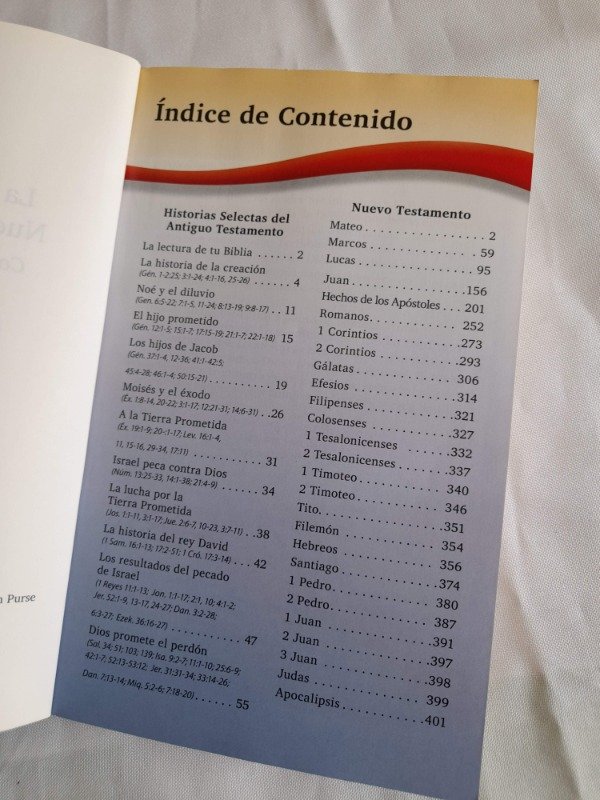 La
Nue
Co
n Purse
Índice de Contenido
Historias Selectas del
Antiguo Testamento
La lectura de tu Biblia . . . . . . 2
La historia de la creación
(Gén. 1-2:25; 3:1-24; 4:1-16, 25-26) . . 4
Noé y el diluvio
(Gen. 6:5-22; 7:1-5, 11-24; 8:13-19; 9:8-17) . . 11
El hijo prometido
(Gén. 12:1-5; 15:1-7; 17:15-19; 21:1-7; 22:1-18) 15
Los hijos de Jacob
(Gén. 37:1-4, 12-36; 41:1-42:5;
45:4-28; 46:1-4; 50:15-21) . . . . . . . . . . 19
Moisés y el éxodo
(Éx. 1:8-14, 20-22; 3:1-17; 12:21-31; 14:6-31) . . 26
A la Tierra Prometida
(Éx. 19:1-9; 20-:1-17; Lev. 16:1-4,
11, 15-16, 29-34, 17:11) . . . . . . . . . . 31
Israel peca contra Dios
(Num. 13:25-33, 14:1-38; 21:4-9) . . . . 34
La lucha por la
Tierra Prometida
(Jos. 1:1-11, 3:1-17; Jue. 2:6-7, 10-23, 3:7-11) . . 38
La historia del rey David
(1 Sam. 16:1-13; 17:2-51; 1 Cró. 17:3-14) . . . 42
Los resultados del pecado
de Israel
(1 Reyes 11:1-13; Jon. 1:1-17, 2:1, 10; 4:1-2;
Jer. 52:1-9, 13-17, 24-27; Dan. 3:2-28;
6:3-27; Ezek. 36:16-27) . . . . . . . . . . 47
Dios promete el perdón
(Sal. 34; 51; 103; 139; Isa. 9:2-7; 11:1-10; 25:6-9;
42:1-7; 52:13-53:12; Jer. 31:31-34; 33:14-26;
Dan. 7:13-14; Miq. 5:2-6; 7:18-20) . . . . . . 55
Nuevo Testamento
Mateo . . . . . . . . . . . . . . . 2
Marcos . . . . . . . . . . . . . . 59
Lucas . . . . . . . . . . . . . . 95
Juan . . . . . . . . . . . . . . .156
Hechos de los Apóstoles . . . 201
Romanos. . . . . . . . . . . . 252
1 Corintios . . . . . . . . . . .273
2 Corintios . . . . . . . . . . .293
Gálatas . . . . . . . . . . . . 306
Efesios . . . . . . . . . . . . 314
Filipenses . . . . . . . . . . .321
Colosenses . . . . . . . . . . .327
1 Tesalonicenses . . . . . . 332
2 Tesalonicenses . . . . . . .337
1 Timoteo . . . . . . . . . . 340
2 Timoteo . . . . . . . . . . 346
Tito. . . . . . . . . . . . . . .351
Filemón . . . . . . . . . . . 354
Hebreos . . . . . . . . . . . 356
Santiago . . . . . . . . . . . 374
1 Pedro . . . . . . . . . . . 380
2 Pedro. . . . . . . . . . . . 387
1 Juan . . . . . . . . . . . .391
2 Juan . . . . . . . . . . . .397
3 Juan . . . . . . . . . . . .398
Judas . . . . . . . . . . . . 399
Apocalipsis . . . . . . . . . .401